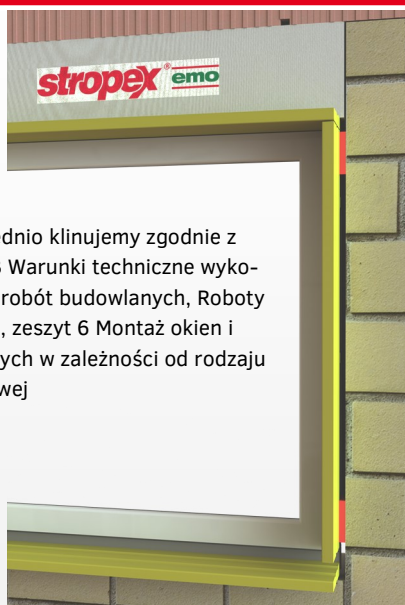 stropex® emo
ednio klinujemy zgodnie z
Warunki techniczne wyko-
robót budowlanych, Roboty
, zeszyt 6 Montaż okien i
ych w zależności od rodzaju
wej